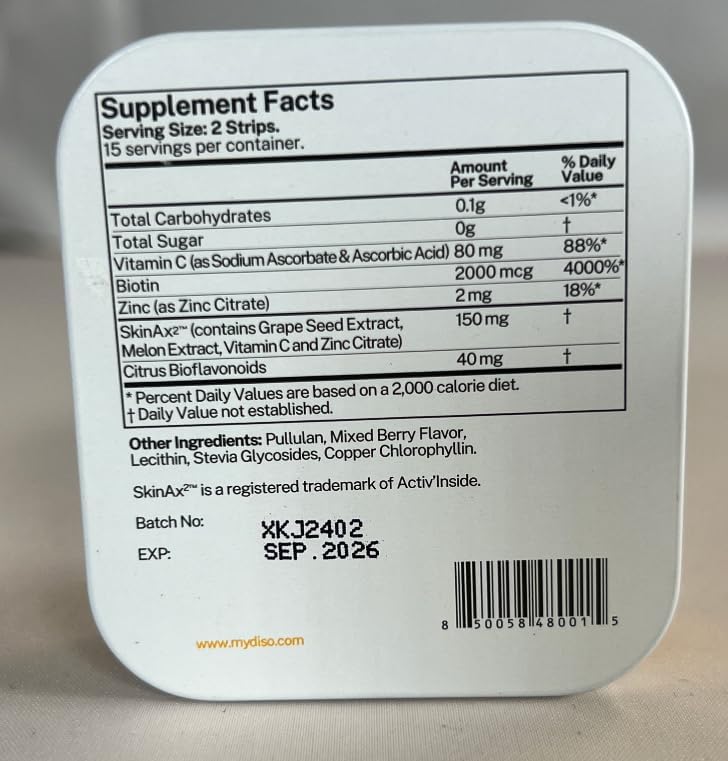 Supplement Facts
Serving Size: 2 Strips.
15 servings per container.
Amount Per Serving % Daily Value
Total Carbohydrates 0.1g <1%*
Total Sugar 0g †
Vitamin C (as Sodium Ascorbate & Ascorbic Acid) 80 mg 88%*
Biotin 2000 mcg 4000%*
Zinc (as Zinc Citrate) 2 mg 18%*
SkinAx²™ (contains Grape Seed Extract, 150 mg †
Melon Extract, Vitamin C and Zinc Citrate)
Citrus Bioflavonoids 40 mg †
* Percent Daily Values are based on a 2,000 calorie diet.
† Daily Value not established.
Other Ingredients: Pullulan, Mixed Berry Flavor,
Lecithin, Stevia Glycosides, Copper Chlorophyllin.
SkinAx²™ is a registered trademark of Activ'Inside.
Batch No: XKJ2402
EXP: SEP.2026
8 50058 48001 5
www.mydiso.com